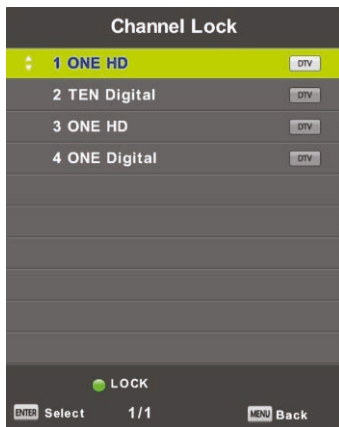 Channel Lock
1 ONE HD DTV
2 TEN Digital DTV
3 ONE HD DTV
4 ONE Digital DTV
LOCK
ENTER Select 1/1 MENU Back